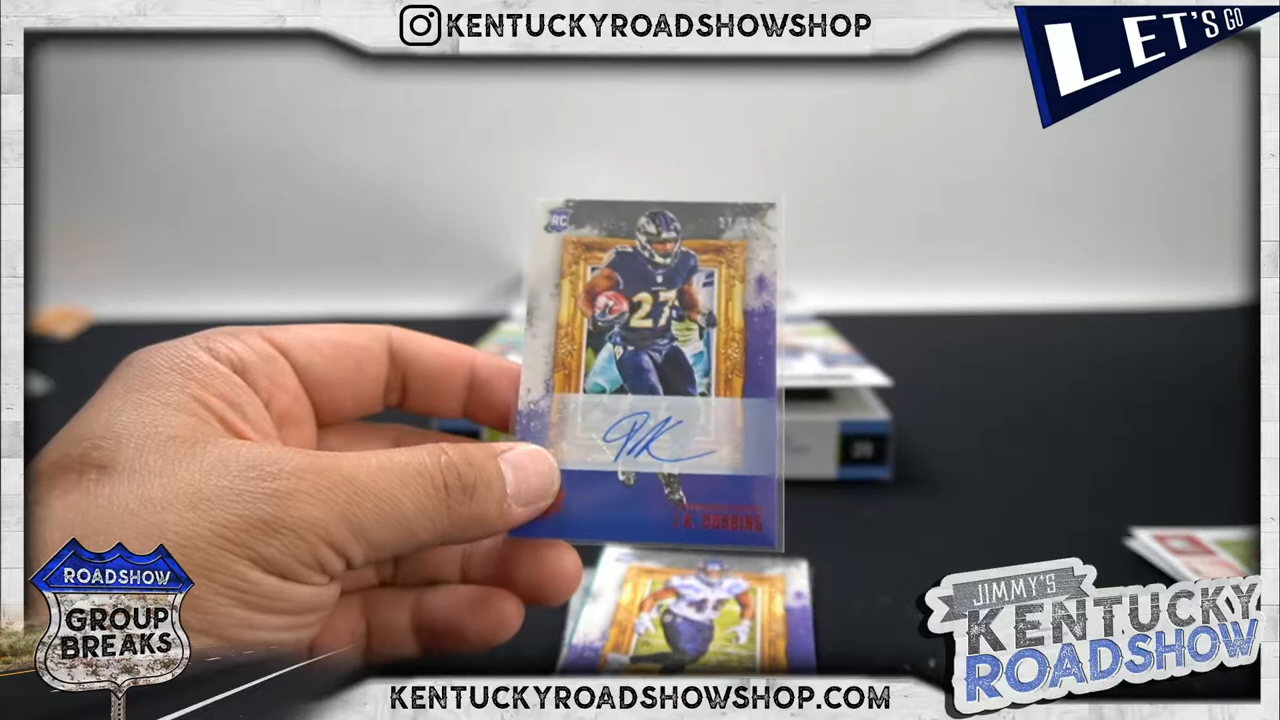 KENTUCKYROADSHOWSHOP
LET'S GO
RC
27
J.K. DOBBINS
ROADSHOW
GROUP
BREAKS
JIMMY'S
KENTUCKY
ROADSHOW
KENTUCKYROADSHOWSHOP.COM